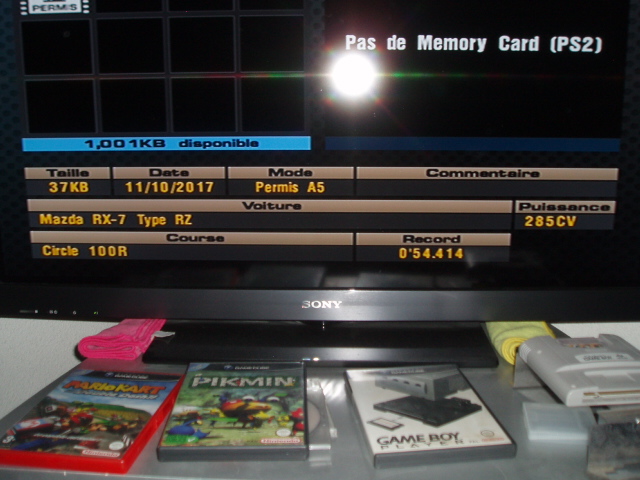 PERMIS
Pas de Memory Card (PS2)
1,001KB disponible
Taille Date Mode Commentaire
37KB 11/10/2017 Permis A5
Voiture Puissance
Mazda RX-7 Type RZ 285CV
Course Record
Circle 100R 0'54.414
SONY
MARIOKART
PIKMIN
GAME BOY
PLAYER
Nintendo